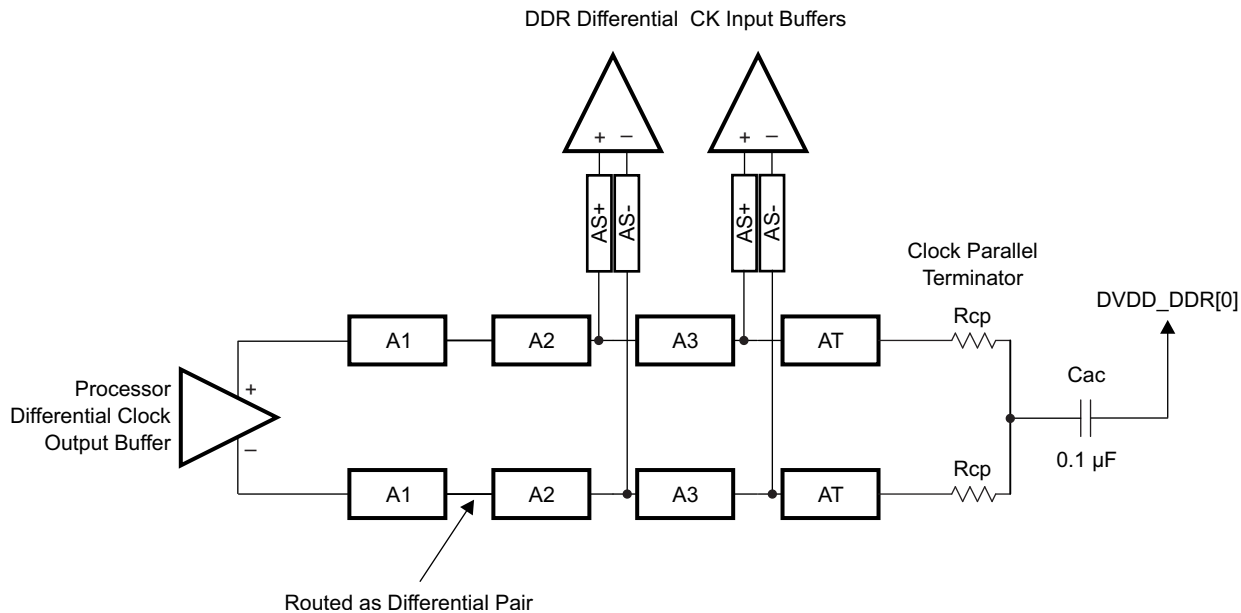 DDR Differential CK Input Buffers
+ –
+ –
AS+
AS-
AS+
AS-
Clock Parallel
Terminator
DVDD_DDR[0]
Rcp
A1
A2
A3
AT
Processor
Differential Clock
Output Buffer
+
–
Cac
0.1 µF
Rcp
A1
A2
A3
AT
Routed as Differential Pair